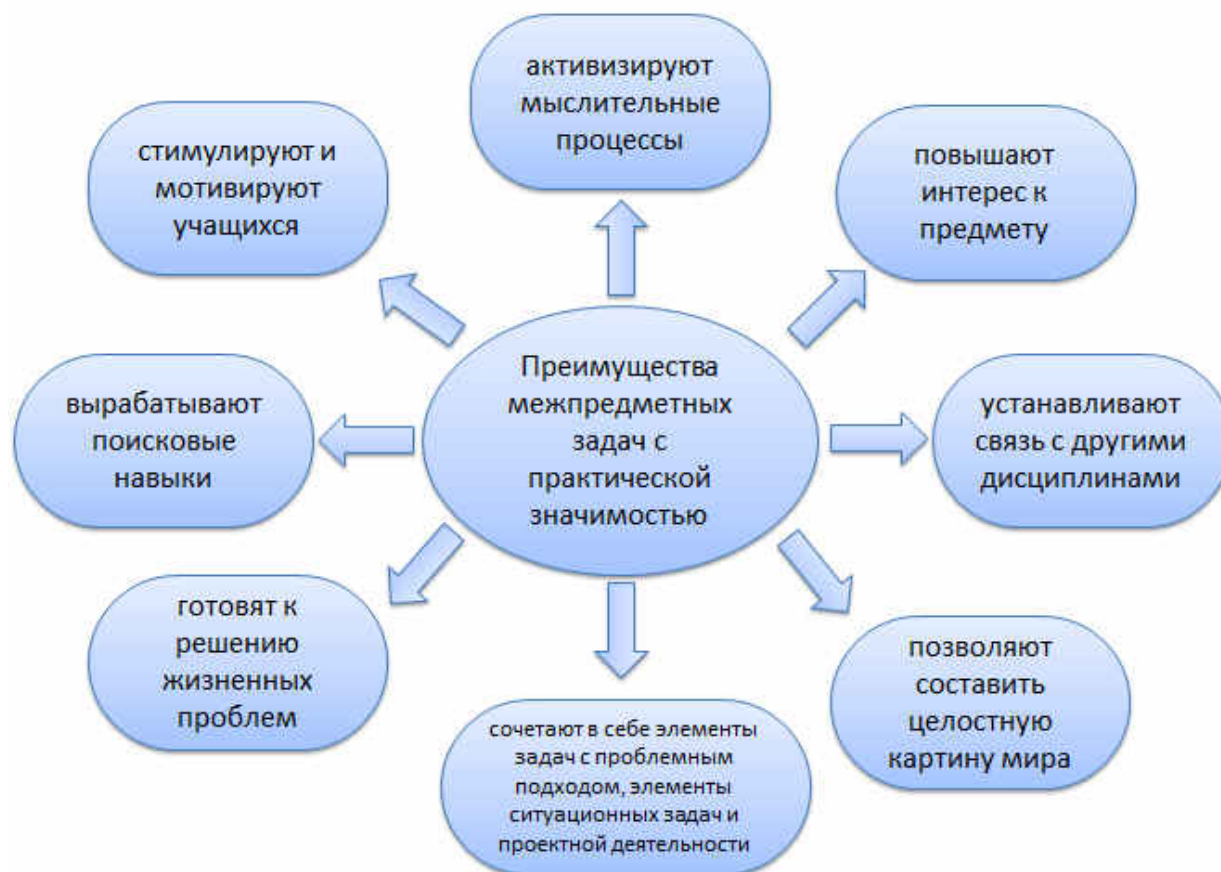 активизируют
мыслительные
процессы
стимулируют и
мотивируют
учащихся
повышают
интерес к
предмету
Преимущества
межпредметных
задач с
практической
значимостью
вырабатывают
поисковые
навыки
устанавливают
связь с другими
дисциплинами
готовят к
решению
жизненных
проблем
позволяют
составить
целостную
картину мира
сочетают в себе элементы
задач с проблемным
подходом, элементы
ситуационных задач и
проектной деятельности